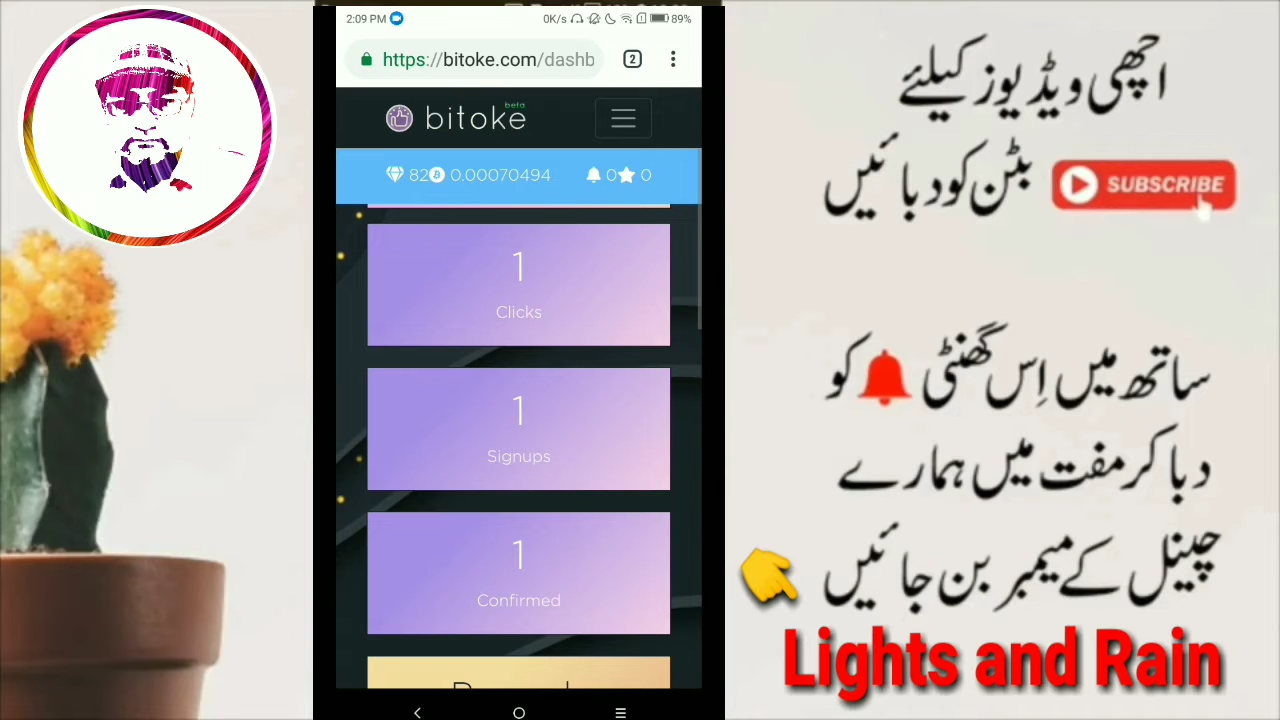 2:09 PM
0K/s
89%
https://bitoke.com/dashb
2
bitoke
beta
82 0.00070494 0 0
1
Clicks
1
Signups
1
Confirmed
اچھی ویڈیوز کیلئے
بٹن کو دبائیں
SUBSCRIBE
ساتھ میں اِس گھنٹی کو
دبا کر مفت میں ہمارے
چینل کے میمبر بن جائیں
Lights and Rain